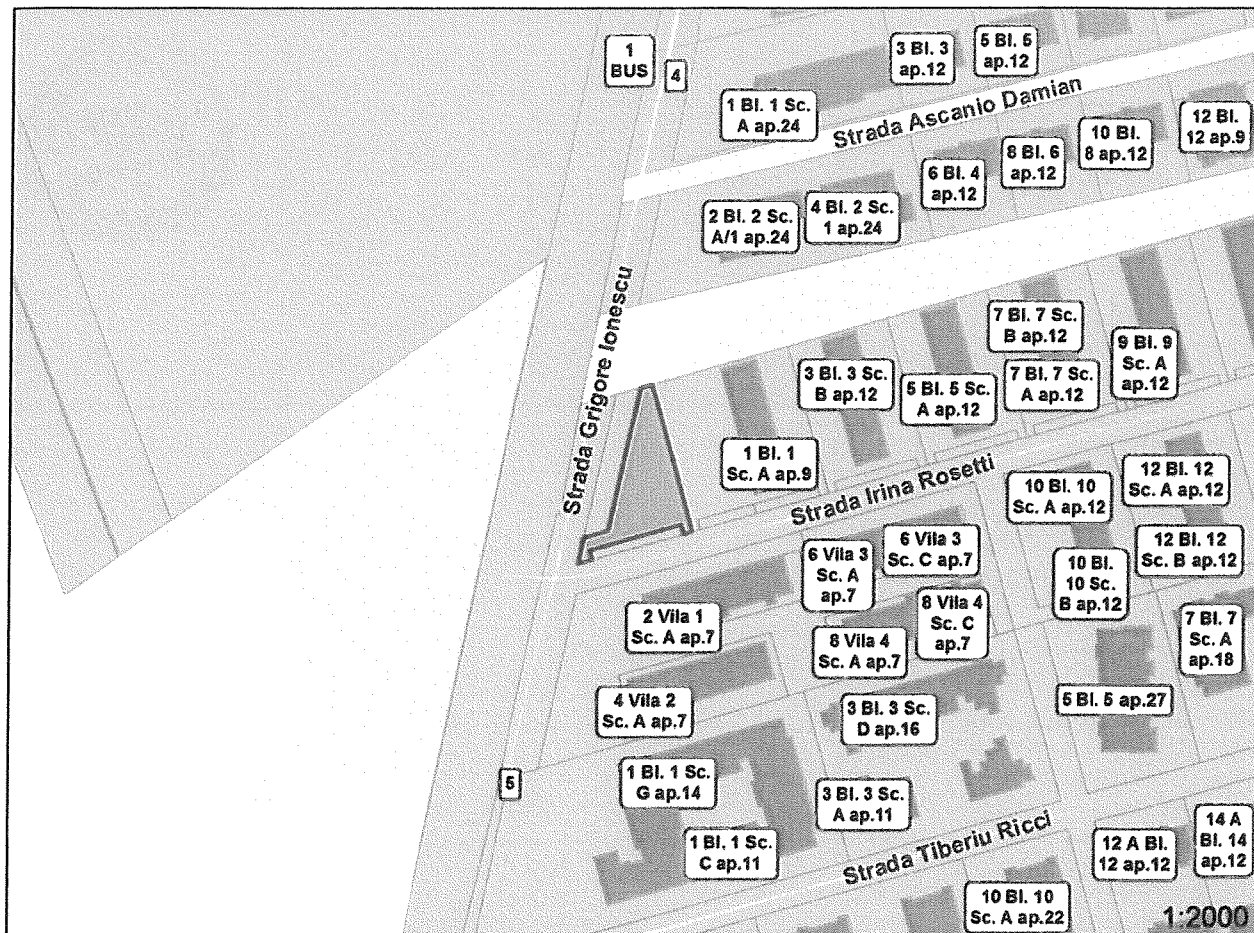 1
BUS
4
3 Bl. 3
ap.12
5 Bl. 5
ap.12
1 Bl. 1 Sc.
A ap.24
Strada Ascanio Damian
12 Bl.
12 ap.9
10 Bl.
8 ap.12
8 Bl. 6
ap.12
6 Bl. 4
ap.12
2 Bl. 2 Sc.
A/1 ap.24
4 Bl. 2 Sc.
1 ap.24
Strada Grigore Ionescu
7 Bl. 7 Sc.
B ap.12
9 Bl. 9
Sc. A
ap.12
3 Bl. 3 Sc.
B ap.12
5 Bl. 5 Sc.
A ap.12
7 Bl. 7 Sc.
A ap.12
1 Bl. 1
Sc. A ap.9
Strada Irina Rosetti
10 Bl. 10
Sc. A ap.12
12 Bl. 12
Sc. A ap.12
6 Vila 3
Sc. A
ap.7
6 Vila 3
Sc. C ap.7
12 Bl. 12
Sc. B ap.12
10 Bl.
10 Sc.
B ap.12
2 Vila 1
Sc. A ap.7
8 Vila 4
Sc. A ap.7
8 Vila 4
Sc. C
ap.7
7 Bl. 7
Sc. A
ap.18
4 Vila 2
Sc. A ap.7
3 Bl. 3 Sc.
D ap.16
5 Bl. 5 ap.27
5
1 Bl. 1 Sc.
G ap.14
3 Bl. 3 Sc.
A ap.11
1 Bl. 1 Sc.
C ap.11
Strada Tiberiu Ricci
12 A Bl.
12 ap.12
14 A
Bl. 14
ap.12
10 Bl. 10
Sc. A ap.22
1:2000